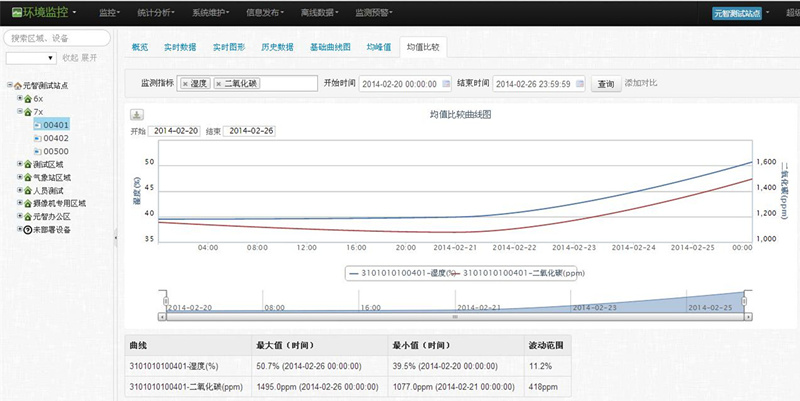 环境监控 监控 统计分析 系统维护 信息发布 离线数据 监测预警 元智测试站点 超级
搜索区域、设备
概览 实时数据 实时图形 历史数据 基础曲线图 均峰值 均值比较
收起 展开
监测指标 × 湿度 × 二氧化碳 开始时间 2014-02-20 00:00:00 结束时间 2014-02-26 23:59:59 查询 添加对比
元智测试站点
6x
7x
00401
00402
00500
测试区域
气象站区域
人员测试
摄像机专用区域
元智办公区
未部署设备
均值比较曲线图
开始 2014-02-20 结束 2014-02-26
50
45
40
35
湿度(%)
1,600
1,400
1,200
1,000
二氧化碳(ppm)
04:00 08:00 12:00 16:00 20:00 2014-02-21 2014-02-22 2014-02-23 2014-02-24 2014-02-25 00:00
3101010100401-湿度(%) 3101010100401-二氧化碳(ppm)
2014-02-20 08:00 16:00 2014-02-21 2014-02-23 2014-02-25
曲线 最大值（时间） 最小值（时间） 波动范围
3101010100401-湿度(%) 50.7% (2014-02-26 00:00:00) 39.5% (2014-02-20 00:00:00) 11.2%
3101010100401-二氧化碳(ppm) 1495.0ppm (2014-02-26 00:00:00) 1077.0ppm (2014-02-21 00:00:00) 418ppm